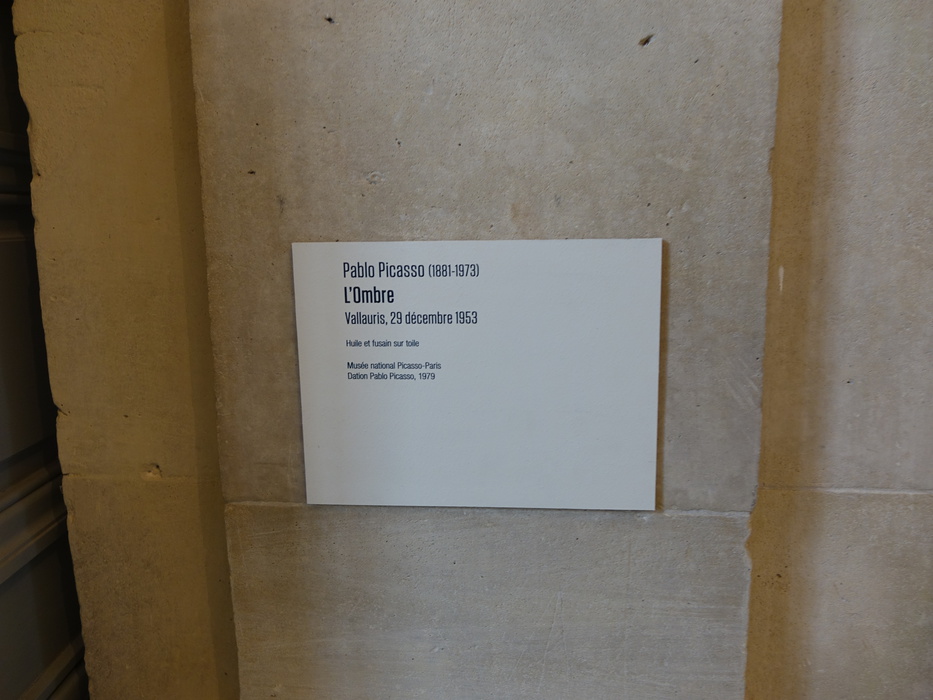 Pablo Picasso (1881-1973)
L'Ombre
Vallauris, 29 décembre 1953
Huile et fusain sur toile
Musée national Picasso-Paris
Dation Pablo Picasso, 1979